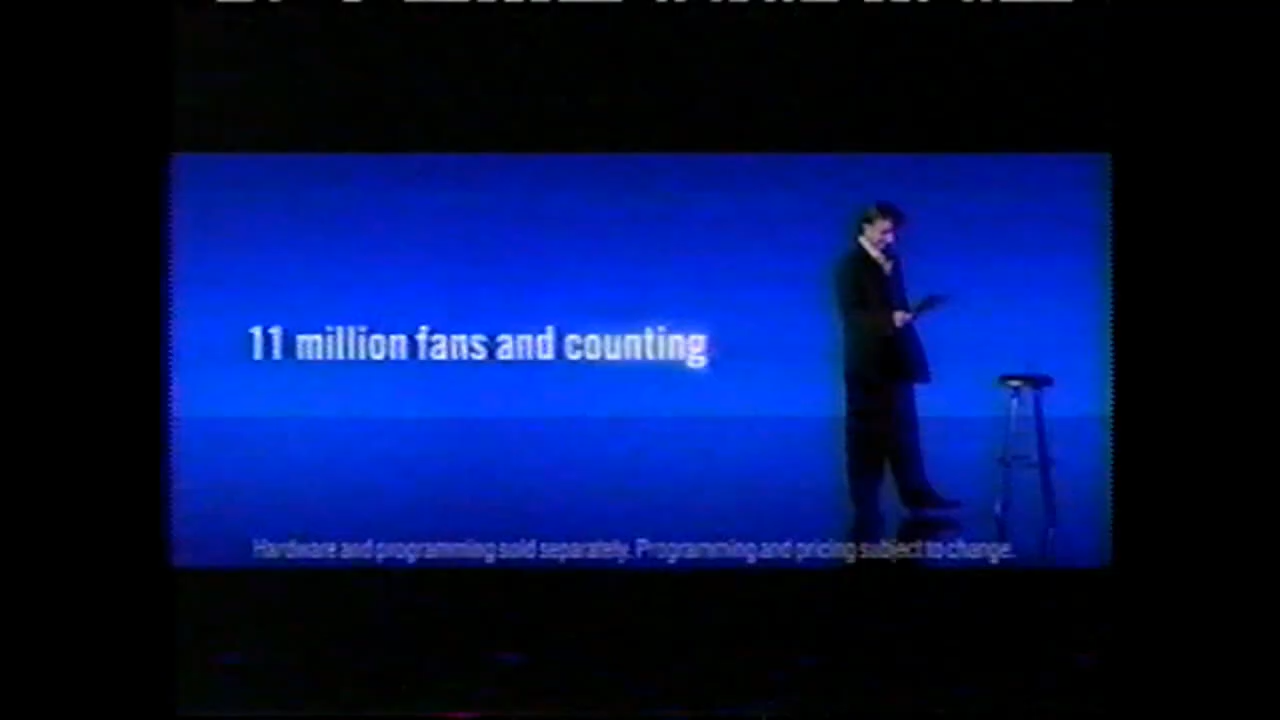 11 million fans and counting
Hardware and programming sold separately. Programming and pricing subject to change.